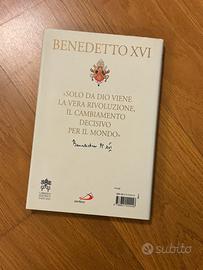 BENEDETTO XVI
«SOLO DA DIO VIENE
LA VERA RIVOLUZIONE,
IL CAMBIAMENTO
DECISIVO
PER IL MONDO»
subito